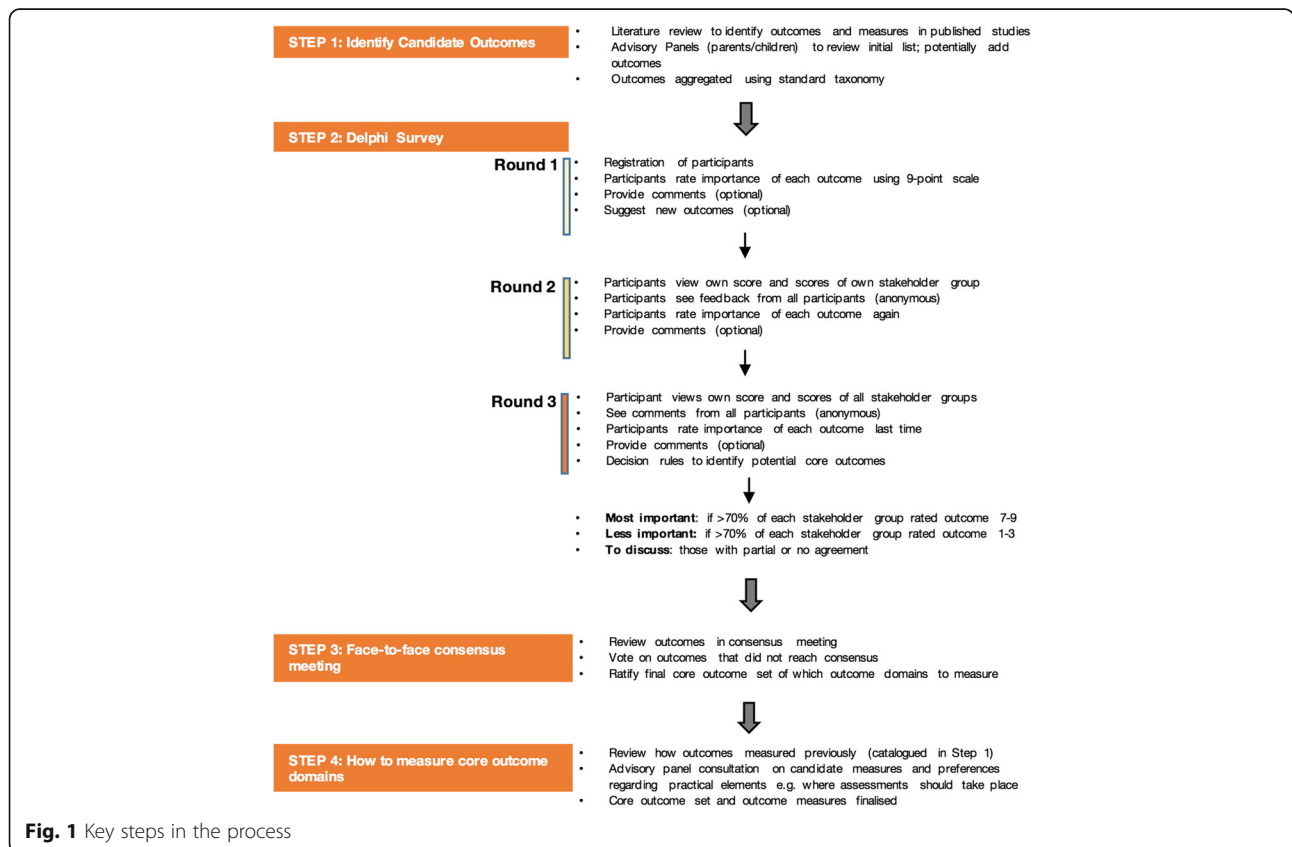 STEP 1: Identify Candidate Outcomes
• Literature review to identify outcomes and measures in published studies
• Advisory Panels (parents/children) to review initial list; potentially add
outcomes
• Outcomes aggregated using standard taxonomy
STEP 2: Delphi Survey
Round 1
• Registration of participants
• Participants rate importance of each outcome using 9-point scale
• Provide comments (optional)
• Suggest new outcomes (optional)
Round 2
• Participants view own score and scores of own stakeholder group
• Participants see feedback from all participants (anonymous)
• Participants rate importance of each outcome again
• Provide comments (optional)
Round 3
• Participant views own score and scores of all stakeholder groups
• See comments from all participants (anonymous)
• Participants rate importance of each outcome last time
• Provide comments (optional)
• Decision rules to identify potential core outcomes
• Most important: if >70% of each stakeholder group rated outcome 7-9
• Less important: if >70% of each stakeholder group rated outcome 1-3
• To discuss: those with partial or no agreement
STEP 3: Face-to-face consensus
meeting
• Review outcomes in consensus meeting
• Vote on outcomes that did not reach consensus
• Ratify final core outcome set of which outcome domains to measure
STEP 4: How to measure core outcome
domains
• Review how outcomes measured previously (catalogued in Step 1)
• Advisory panel consultation on candidate measures and preferences
regarding practical elements e.g. where assessments should take place
• Core outcome set and outcome measures finalised
Fig. 1 Key steps in the process